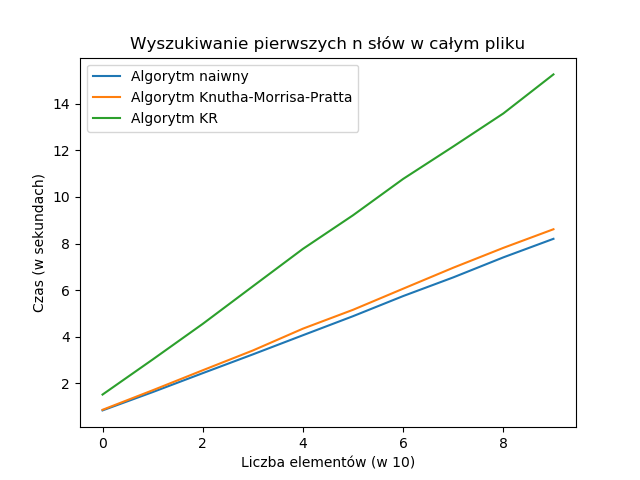 Wyszukiwanie pierwszych n słów w całym pliku
Algorytm naiwny
Algorytm Knutha-Morrisa-Pratta
Algorytm KR
14
12
10
8
6
4
2
Czas (w sekundach)
0 2 4 6 8
Liczba elementów (w 10)